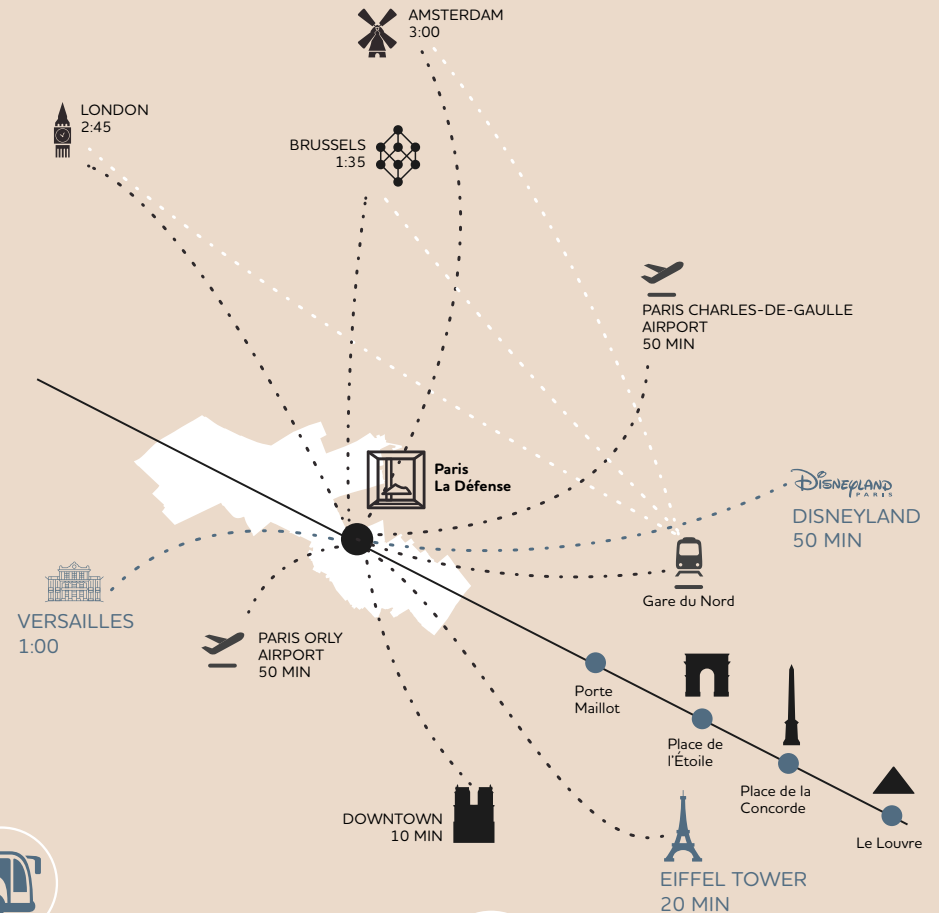 AMSTERDAM
3:00
LONDON
2:45
BRUSSELS
1:35
PARIS CHARLES-DE-GAULLE
AIRPORT
50 MIN
Paris
La Défense
Disneyland
PARIS
DISNEYLAND
50 MIN
Gare du Nord
VERSAILLES
1:00
PARIS ORLY
AIRPORT
50 MIN
Porte
Maillot
Place de
l'Étoile
Place de la
Concorde
DOWNTOWN
10 MIN
Le Louvre
EIFFEL TOWER
20 MIN